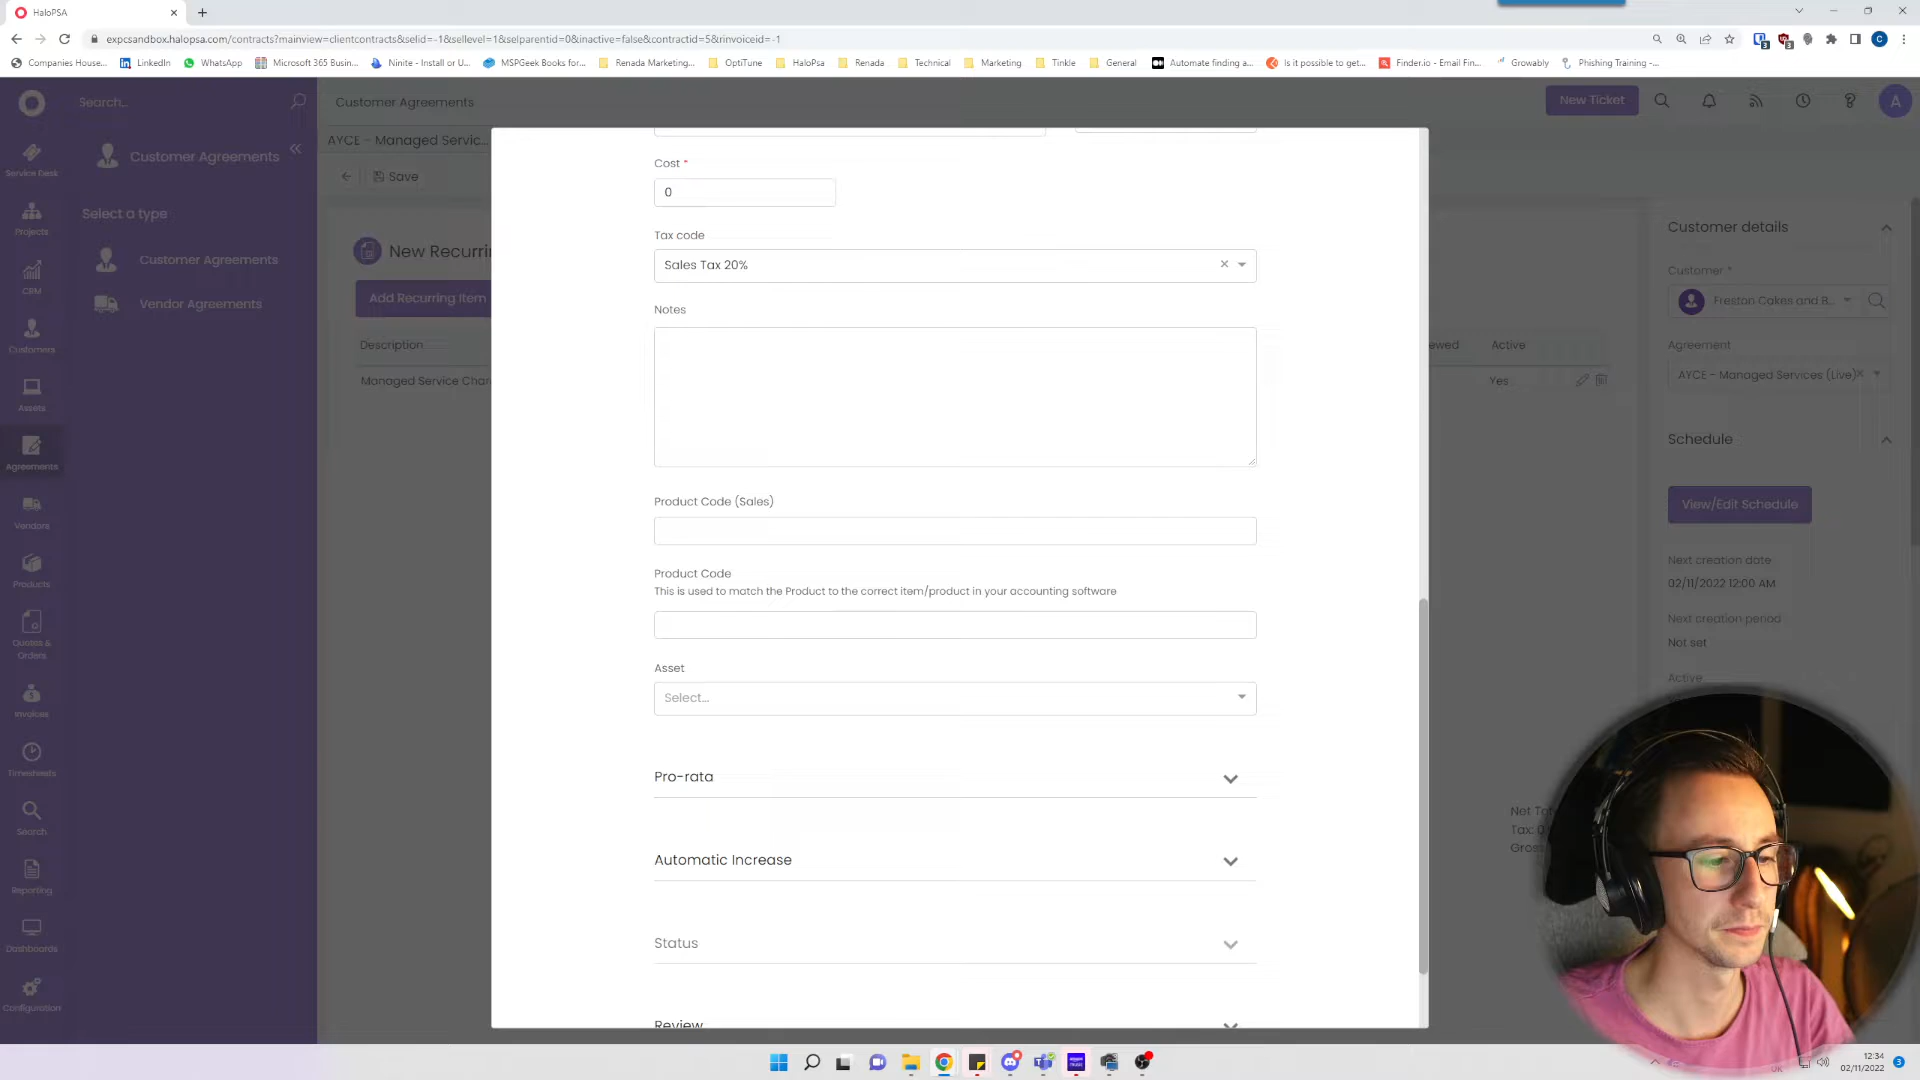 HaloPSA
expcsandbox.halopsa.com/contracts?mainview=clientcontracts&selid=-1&sellevel=1&selparentid=0&inactive=false&contractid=5&rinvoiceid=-1
Companies House... LinkedIn WhatsApp Microsoft 365 Busin... Ninite - Install or U... MSPGeek Books for... Renada Marketing... OptiTune HaloPsa Renada Technical Marketing Tinkle General Automate finding a... Is it possible to get... Finder.io - Email Fin... Growably Phishing Training -...
Search...
Customer Agreements
New Ticket
A
AYCE - Managed Servic...
Customer Agreements
Save
Select a type
Customer Agreements
Vendor Agreements
Service Desk
Projects
CRM
Customers
Assets
Agreements
Vendors
Products
Quotes &
Orders
Invoices
Timesheets
Search
Reporting
Dashboards
Configuration
New Recurri
Add Recurring Item
Description
Managed Service Char
Cost *
0
Tax code
Sales Tax 20%
Notes
Product Code (Sales)
Product Code
This is used to match the Product to the correct item/product in your accounting software
Asset
Select...
Pro-rata
Automatic Increase
Status
Review
ewed Active
Yes
Customer details
Customer *
Freston Cakes and B...
Agreement
AYCE - Managed Services (Live)
Schedule
View/Edit Schedule
Next creation date
02/11/2022 12:00 AM
Next creation period
Not set
Active
Net Tot
Tax: 0
Gross
12:34
02/11/2022
3